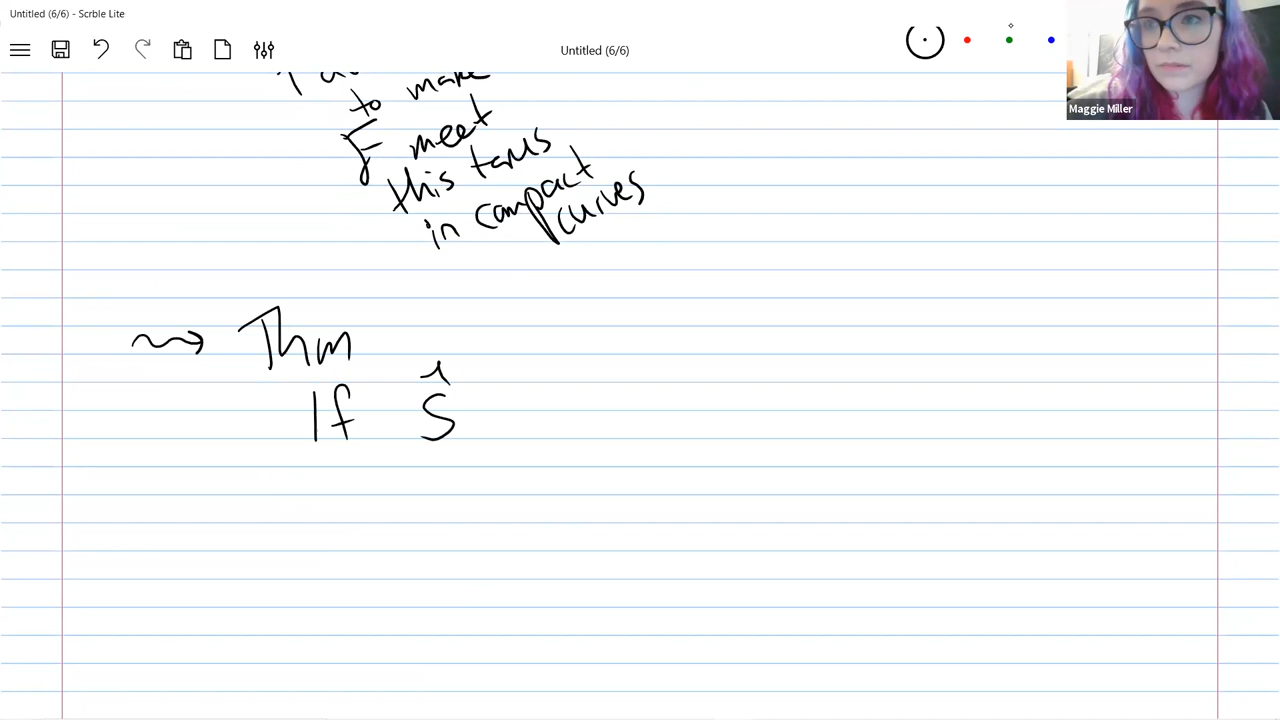 Untitled (6/6) - Scrble Lite
Untitled (6/6)
Maggie Miller
to make
F meet
this torus
in compact
curves
⇝ Thm
If Ŝ